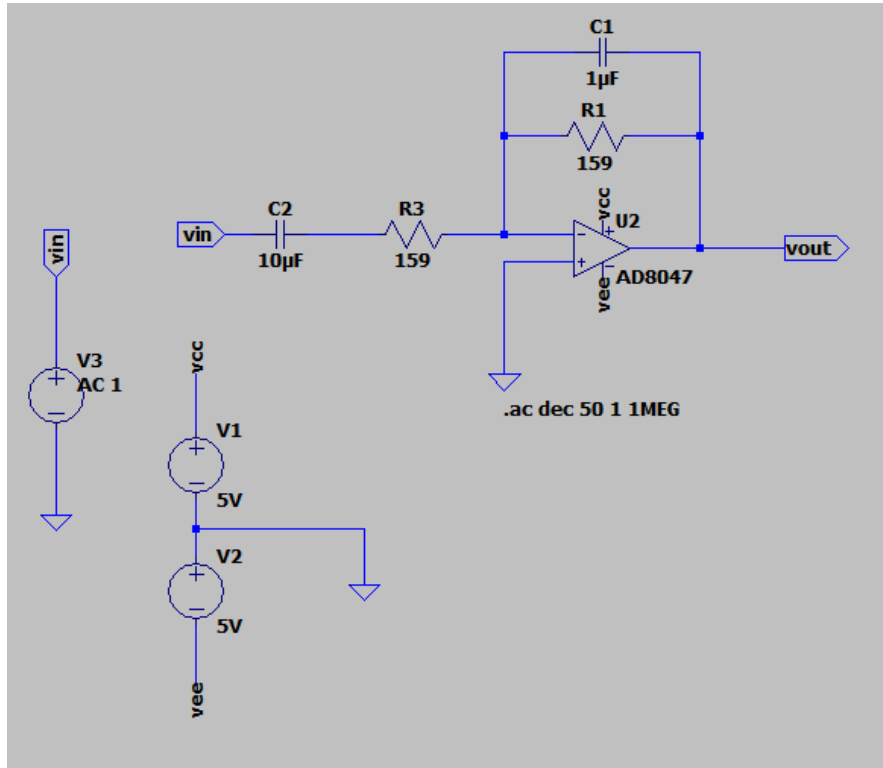 C1
1µF
R1
159
vcc
U2
C2
R3
vin
10µF
159
vout
AD8047
vee
vin
V3
AC 1
vcc
.ac dec 50 1 1MEG
V1
5V
V2
5V
vee